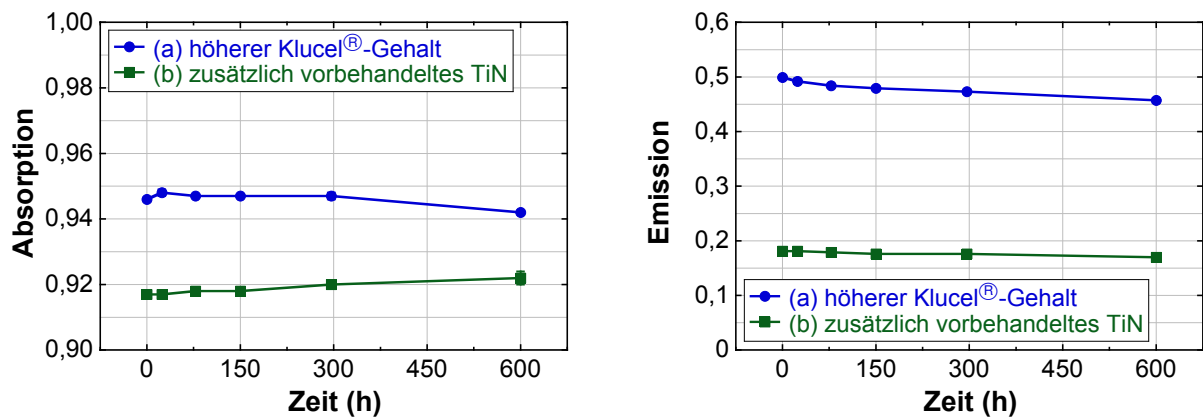 1,00
0,98
0,96
0,94
0,92
0,90
Absorption
(a) höherer Klucel®-Gehalt
(b) zusätzlich vorbehandeltes TiN
0 150 300 450 600
Zeit (h)
0,6
0,5
0,4
0,3
0,2
0,1
0
Emission
(a) höherer Klucel®-Gehalt
(b) zusätzlich vorbehandeltes TiN
0 150 300 450 600
Zeit (h)